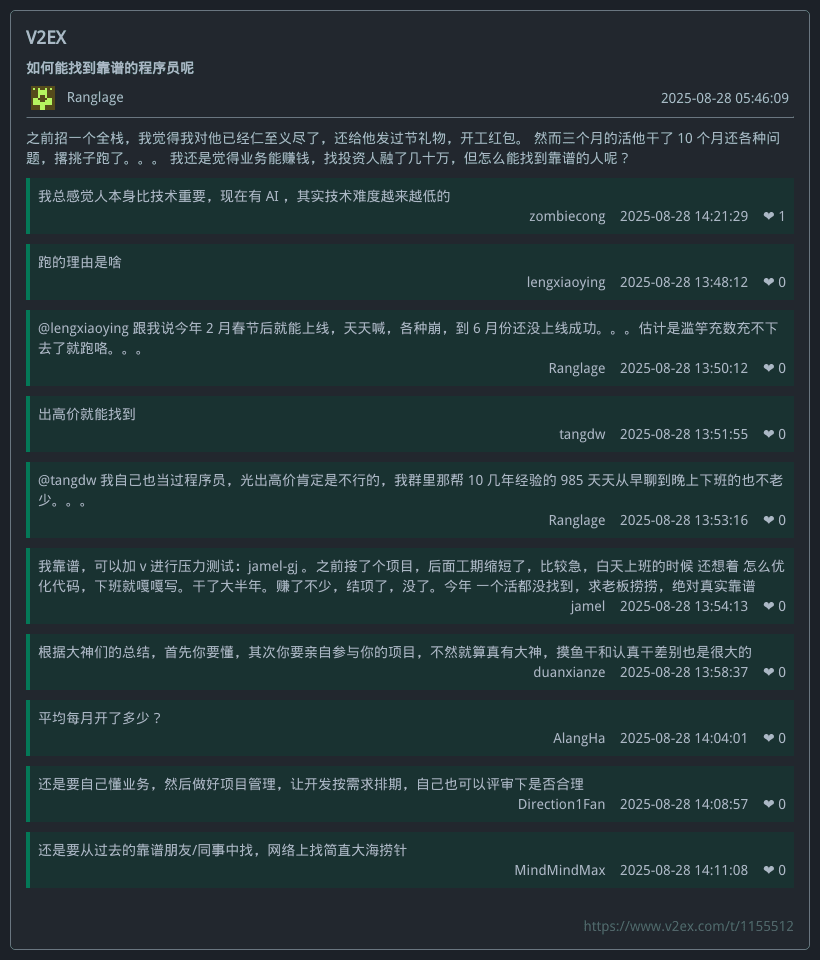 V2EX
如何能找到靠谱的程序员呢
Ranglage 2025-08-28 05:46:09
之前招一个全栈，我觉得我对他已经仁至义尽了，还给他发过节礼物，开工红包。 然而三个月的活他干了 10 个月还各种问
题，撂挑子跑了。。。 我还是觉得业务能赚钱，找投资人融了几十万，但怎么能找到靠谱的人呢？
我总感觉人本身比技术重要，现在有 AI ，其实技术难度越来越低的
zombiecong 2025-08-28 14:21:29 ❤ 1
跑的理由是啥
lengxiaoying 2025-08-28 13:48:12 ❤ 0
@lengxiaoying 跟我说今年 2 月春节后就能上线，天天喊，各种崩，到 6 月份还没上线成功。。。估计是滥竽充数充不下
去了就跑咯。。。
Ranglage 2025-08-28 13:50:12 ❤ 0
出高价就能找到
tangdw 2025-08-28 13:51:55 ❤ 0
@tangdw 我自己也当过程序员，光出高价肯定是不行的，我群里那帮 10 几年经验的 985 天天从早聊到晚上下班的也不老
少。。。
Ranglage 2025-08-28 13:53:16 ❤ 0
我靠谱，可以加 v 进行压力测试：jamel-gj 。之前接了个项目，后面工期缩短了，比较急，白天上班的时候 还想着 怎么优
化代码，下班就嘎嘎写。干了大半年。赚了不少，结项了，没了。今年 一个活都没找到，求老板捞捞，绝对真实靠谱
jamel 2025-08-28 13:54:13 ❤ 0
根据大神们的总结，首先你要懂，其次你要亲自参与你的项目，不然就算真有大神，摸鱼干和认真干差别也是很大的
duanxianze 2025-08-28 13:58:37 ❤ 0
平均每月开了多少？
AlangHa 2025-08-28 14:04:01 ❤ 0
还是要自己懂业务，然后做好项目管理，让开发按需求排期，自己也可以评审下是否合理
Direction1Fan 2025-08-28 14:08:57 ❤ 0
还是要从过去的靠谱朋友/同事中找，网络上找简直大海捞针
MindMindMax 2025-08-28 14:11:08 ❤ 0
https://www.v2ex.com/t/1155512